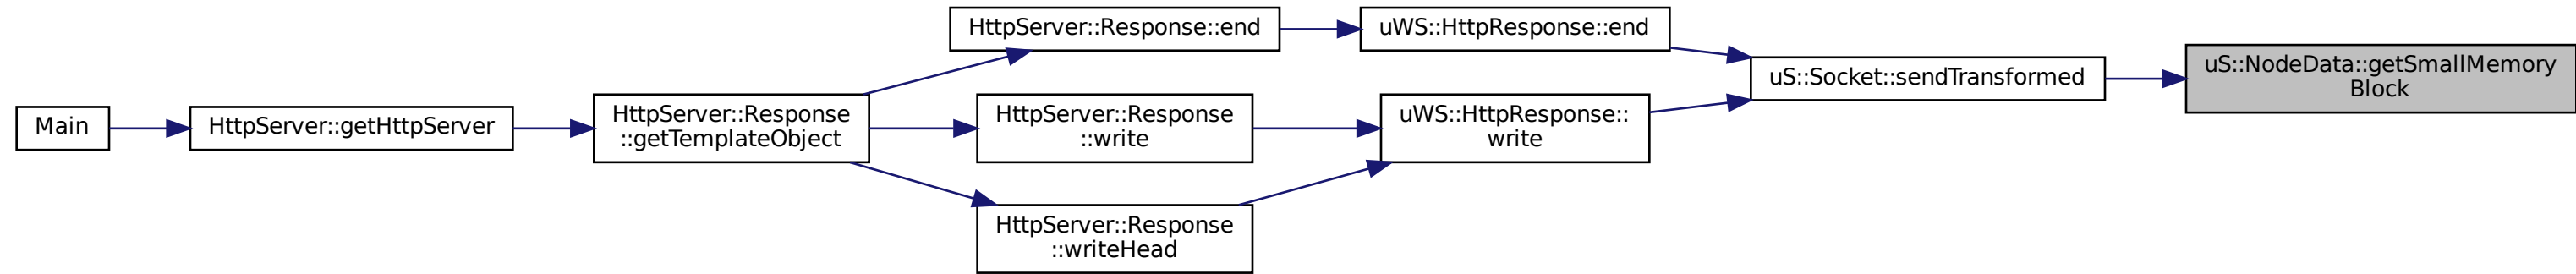 Main
HttpServer::getHttpServer
HttpServer::Response
::getTemplateObject
HttpServer::Response::end
HttpServer::Response
::write
HttpServer::Response
::writeHead
uWS::HttpResponse::end
uWS::HttpResponse::
write
uS::Socket::sendTransformed
uS::NodeData::getSmallMemory
Block